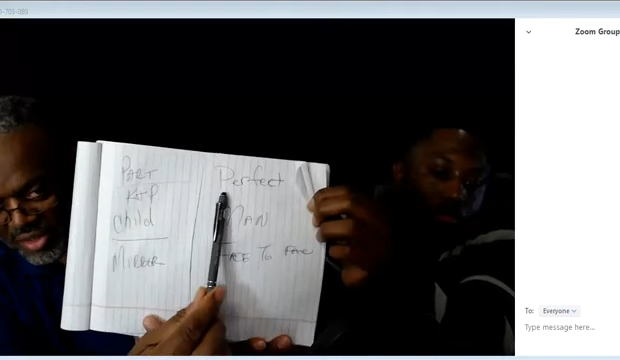 Zoom Group
PART
Perfect
Child
MAN
MIRROR
FACE To FACE
To: Everyone
Type message here...